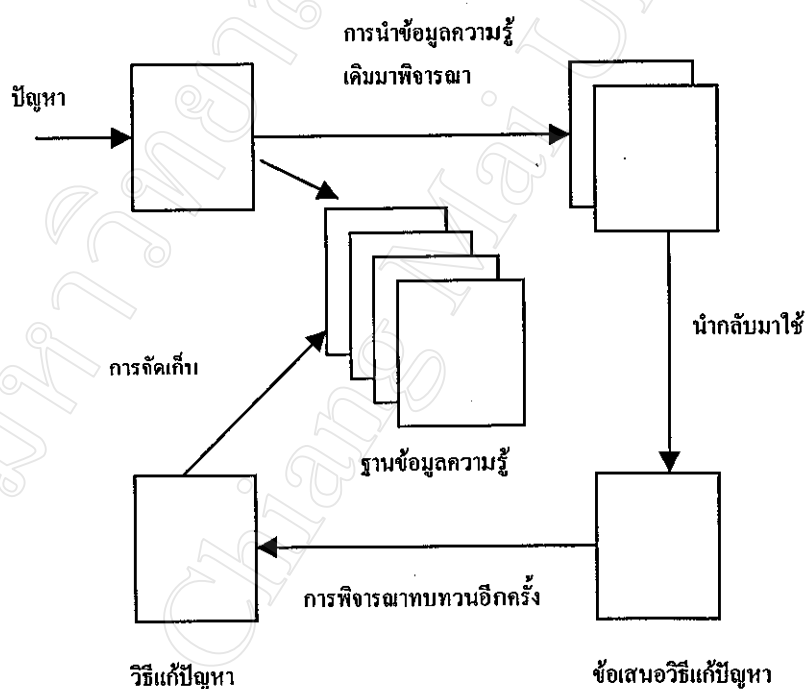 การนำข้อมูลความรู้
เดิมมาพิจารณา
ปัญหา
นำกลับมาใช้
การจัดเก็บ
ฐานข้อมูลความรู้
การพิจารณาทบทวนอีกครั้ง
วิธีแก้ปัญหา
ข้อเสนอวิธีแก้ปัญหา
Chiang Mai U